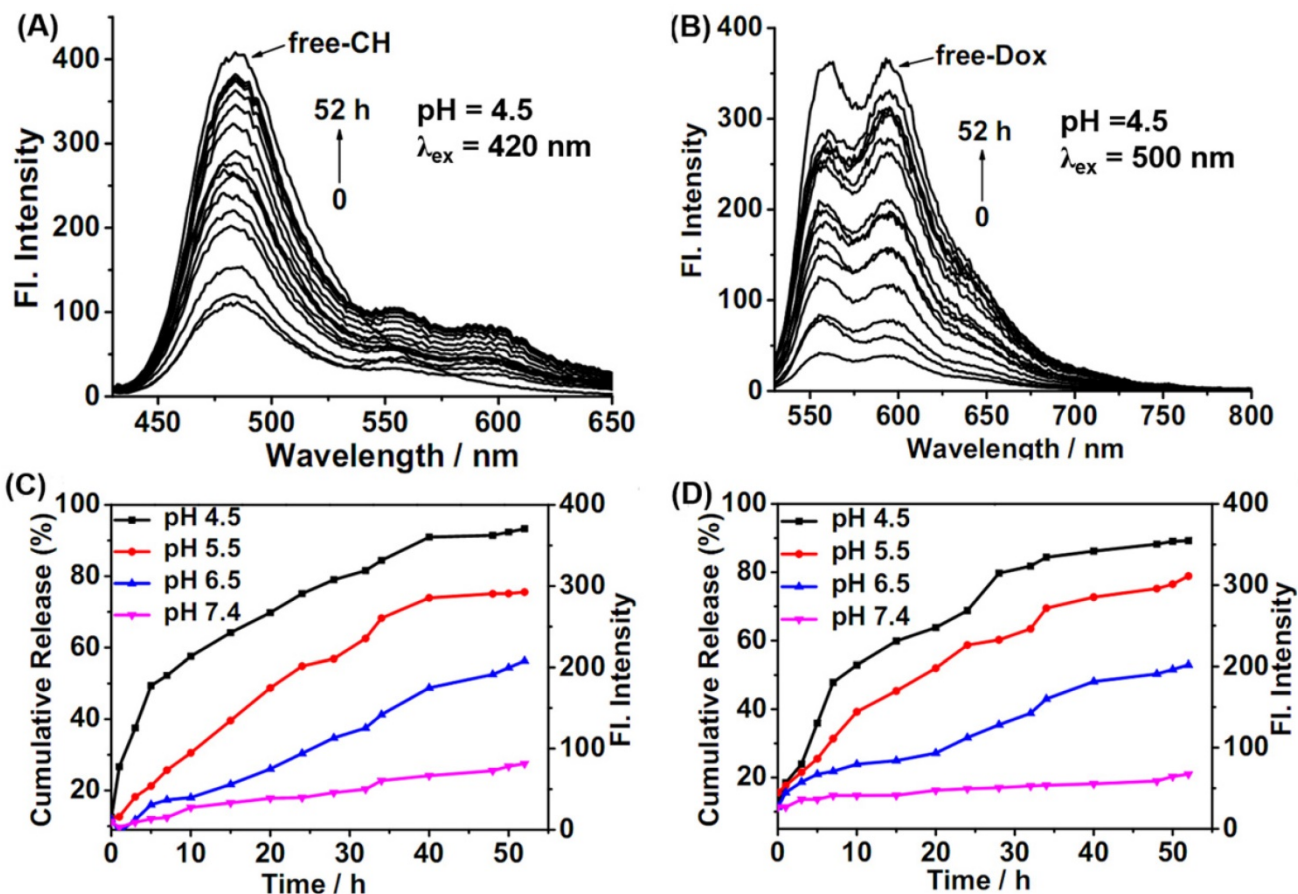 (A)
free-CH
52 h
0
pH = 4.5
λex = 420 nm
Fl. Intensity
400
300
200
100
0
450 500 550 600 650
Wavelength / nm
(B)
free-Dox
52 h
0
pH =4.5
λex = 500 nm
Fl. Intensity
400
300
200
100
0
550 600 650 700 750 800
Wavelength / nm
(C)
pH 4.5
pH 5.5
pH 6.5
pH 7.4
Cumulative Release (%)
100
80
60
40
20
Fl. Intensity
400
300
200
100
0
0 10 20 30 40 50
Time / h
(D)
pH 4.5
pH 5.5
pH 6.5
pH 7.4
Cumulative Release (%)
100
80
60
40
20
Fl. Intensity
400
300
200
100
0
0 10 20 30 40 50
Time / h